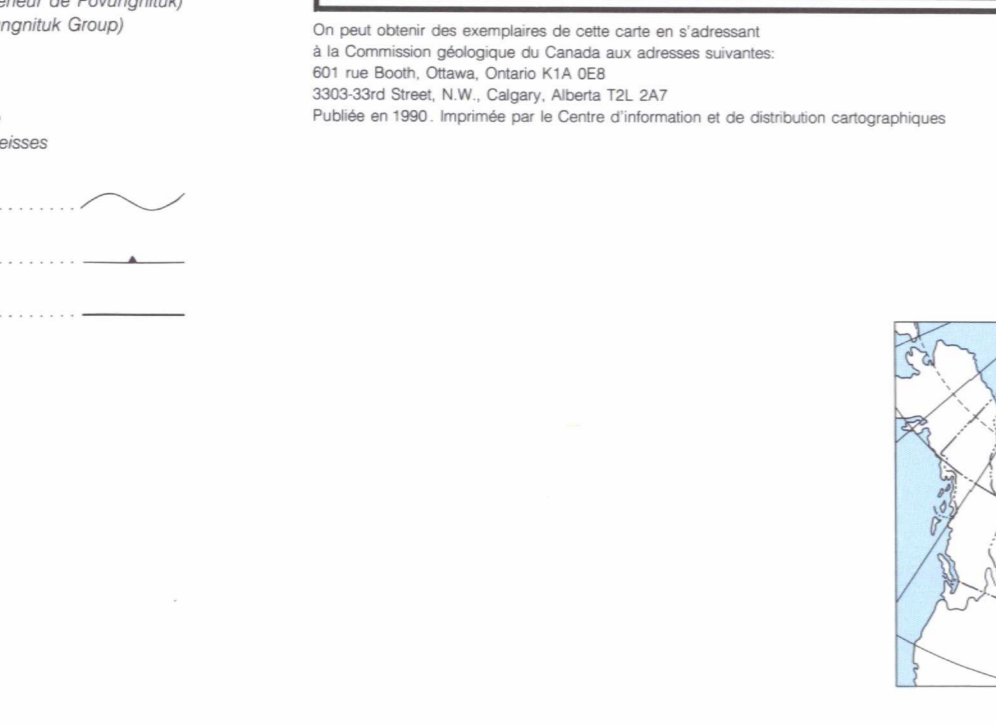 de Povungnituk)
Group)
On peut obtenir des exemplaires de cette carte en s'adressant
à la Commission géologique du Canada aux adresses suivantes:
601 rue Booth, Ottawa, Ontario K1A 0E8
3303-33rd Street, N.W., Calgary, Alberta T2L 2A7
Publiée en 1990. Imprimée par le Centre d'information et de distribution cartographiques